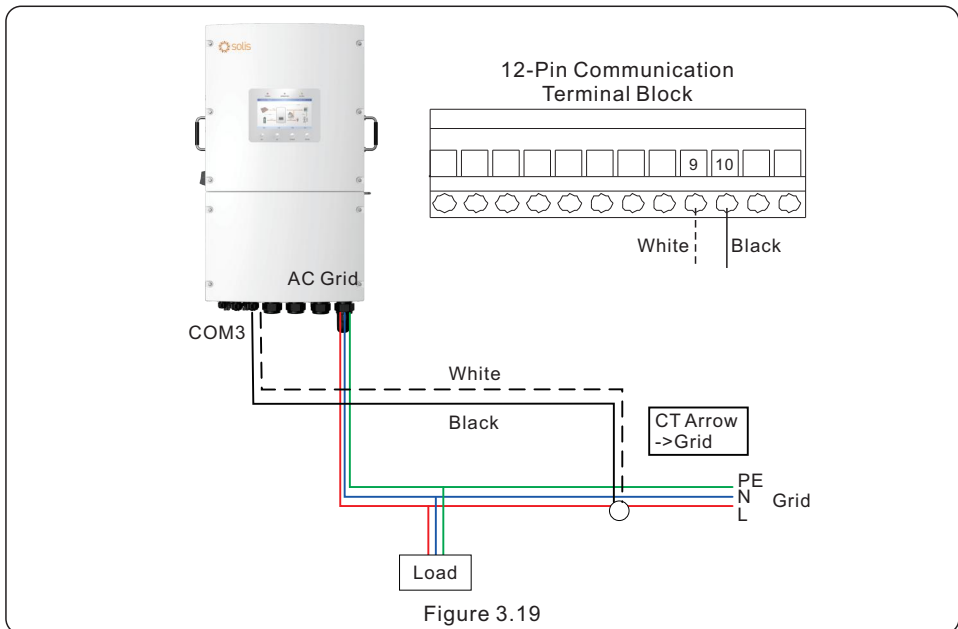 solis
12-Pin Communication
Terminal Block
9 10
White Black
AC Grid
COM3
White
Black
CT Arrow
->Grid
PE
N Grid
L
Load
Figure 3.19